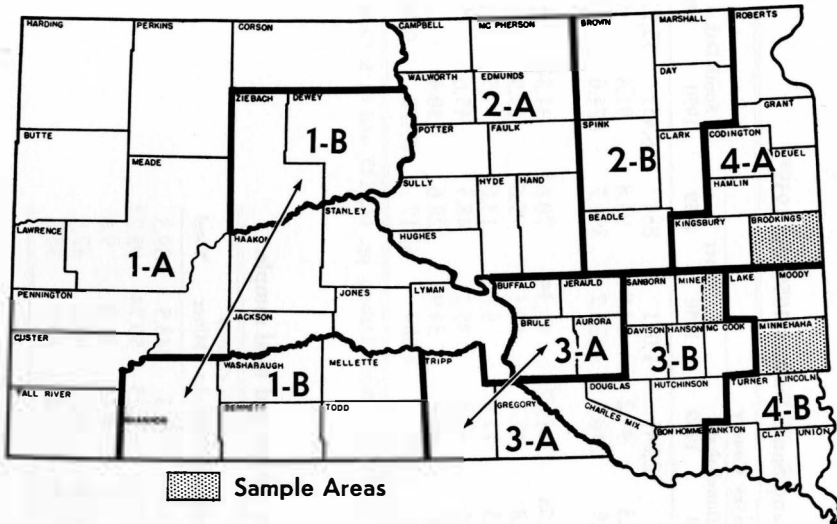 HARDING
PERKINS
CORSON
CAMPBELL
MC PHERSON
BROWN
MARSHALL
ROBERTS
WALWORTH
EDMUNDS
DAY
2-A
ZIEBACH
DEWEY
GRANT
BUTTE
1-B
POTTER
FAULK
SPINK
CLARK
CODINGTON
MEADE
2-B
4-A
DEUEL
SULLY
HYDE
HAND
HAMLIN
LAWRENCE
STANLEY
BEADLE
KINGSBURY
BROOKINGS
HAAKON
HUGHES
1-A
PENNINGTON
JONES
LYMAN
BUFFALO
JERAULD
SANBORN
MINER
LAKE
MOODY
JACKSON
BRULE
AURORA
DAVISON
HANSON
MC COOK
MINNEHAHA
CUSTER
3-A
3-B
WASHABAUGH
MELLETTE
TRIPP
DOUGLAS
HUTCHINSON
TURNER
LINCOLN
FALL RIVER
1-B
BENNETT
TODD
GREGORY
CHARLES MIX
4-B
3-A
BON HOMME
YANKTON
CLAY
UNION
Sample Areas